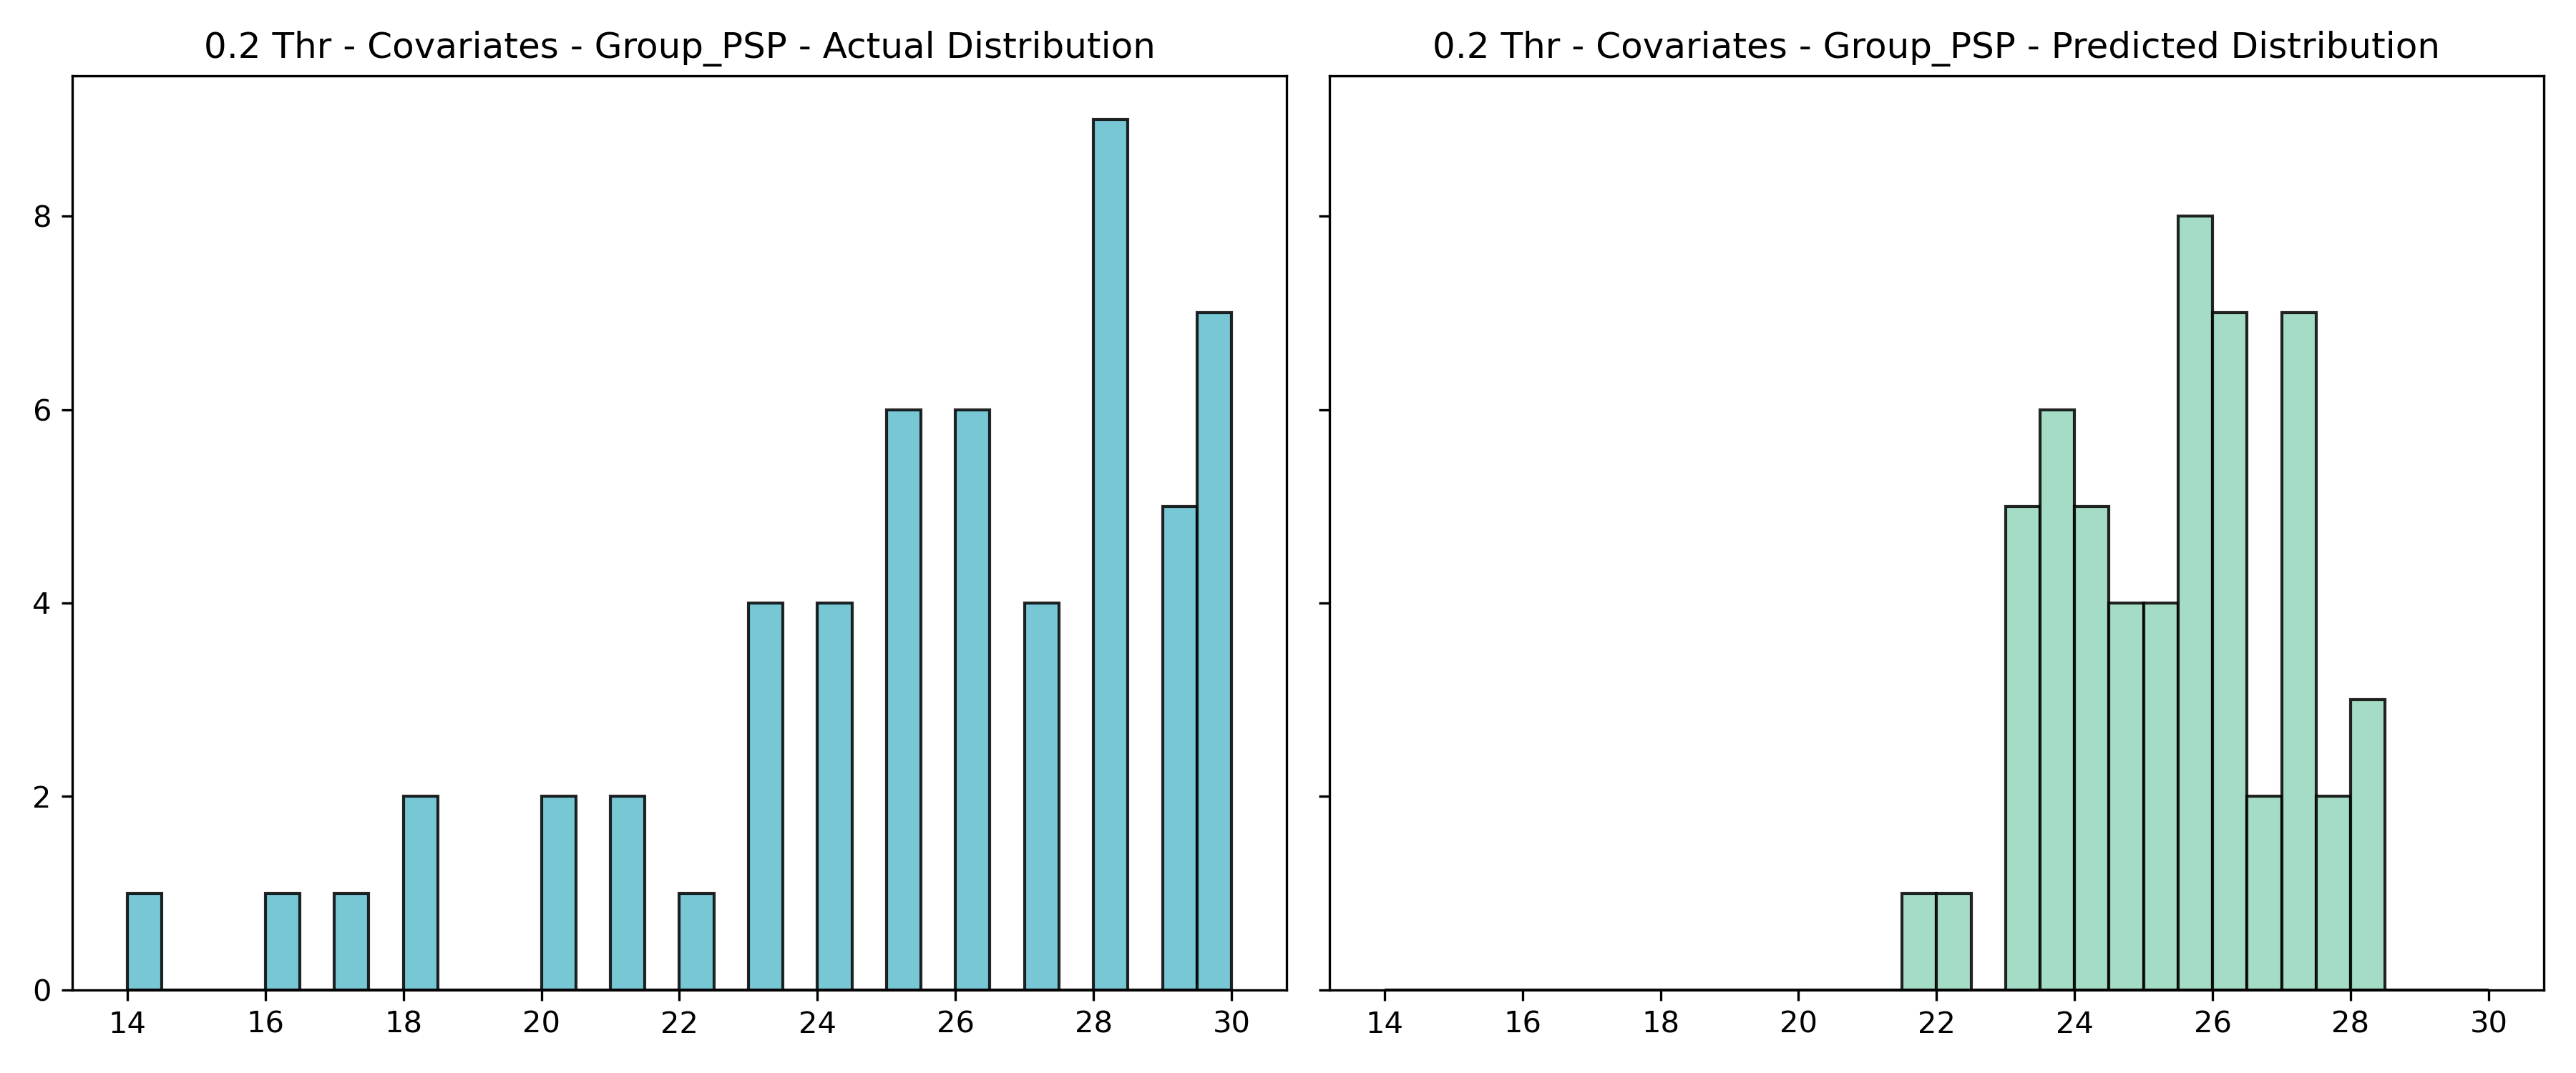 0.2 Thr - Covariates - Group_PSP - Actual Distribution
0.2 Thr - Covariates - Group_PSP - Predicted Distribution
8
6
4
2
0
14 16 18 20 22 24 26 28 30
14 16 18 20 22 24 26 28 30